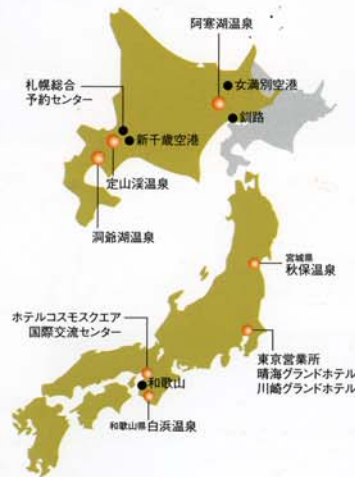 阿寒湖温泉
女満別空港
札幌総合
予約センター
釧路
新千歳空港
定山渓温泉
洞爺湖温泉
宮城県
秋保温泉
ホテルコスモスクエア
国際交流センター
東京営業所
晴海グランドホテル
川崎グランドホテル
和歌山
和歌山県白浜温泉